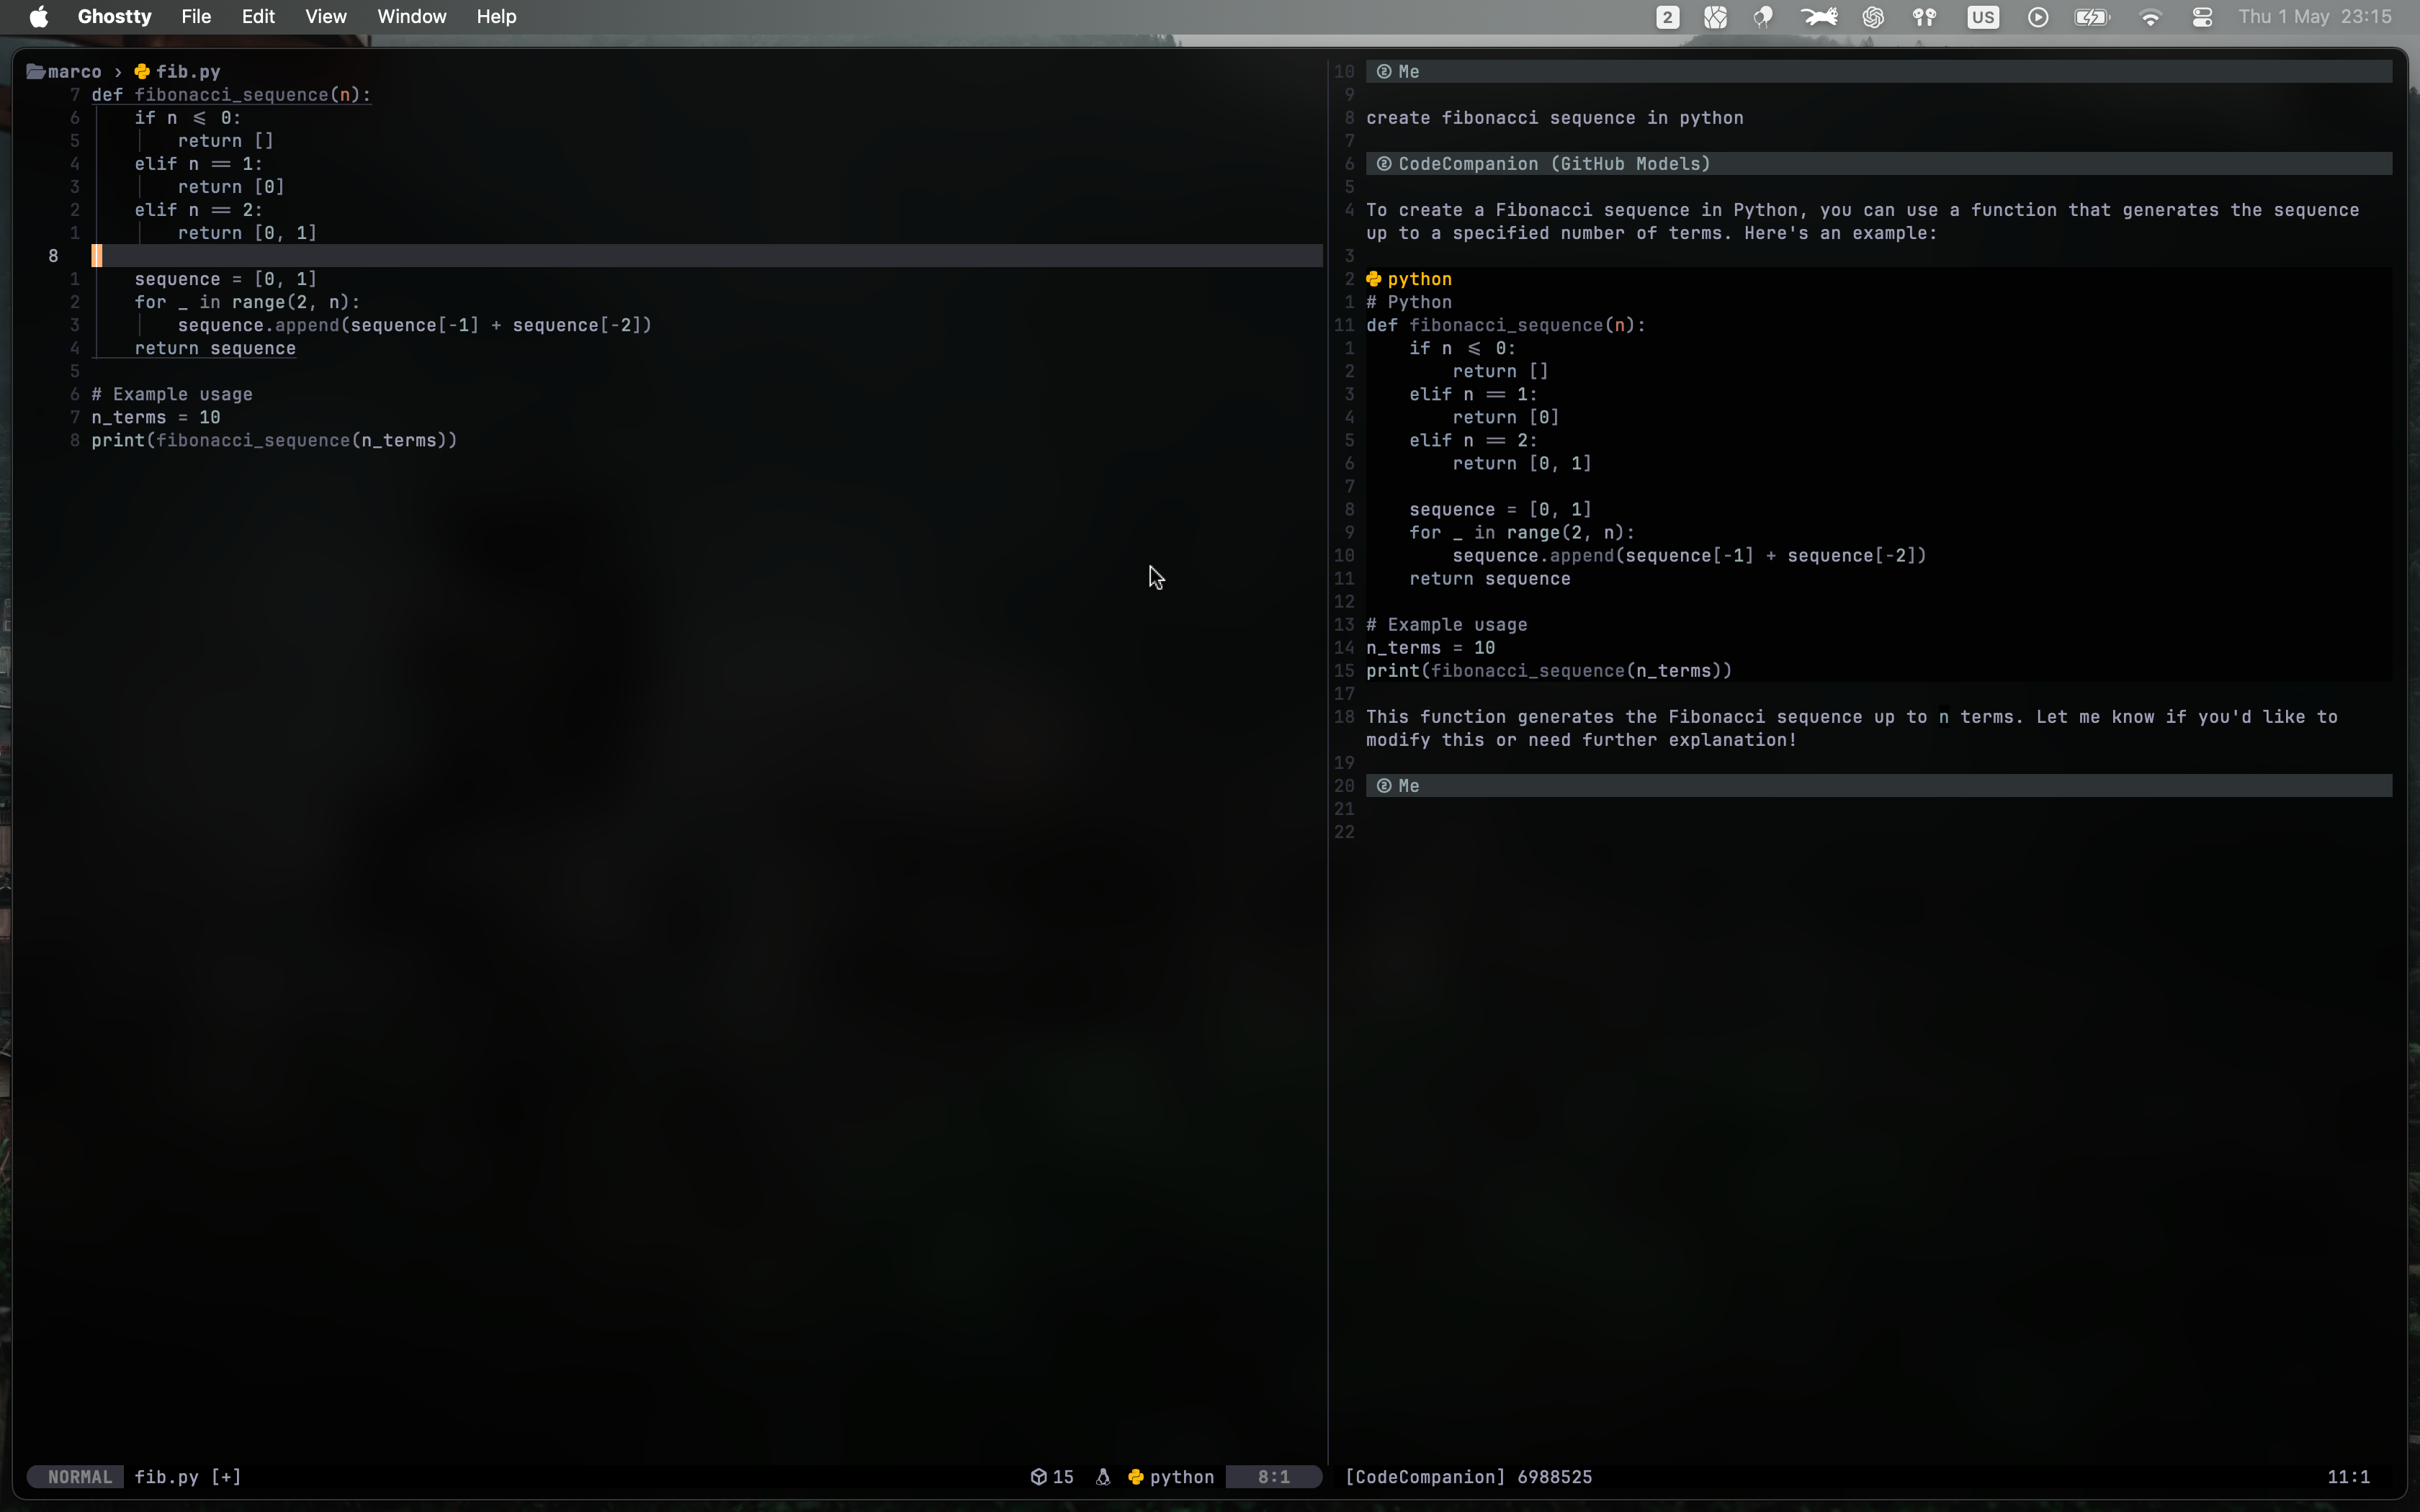 Ghostty File Edit View Window Help 2 US Thu 1 May 23:15
marco › fib.py
7 def fibonacci_sequence(n):
6 if n <= 0:
5 return []
4 elif n == 1:
3 return [0]
2 elif n == 2:
1 return [0, 1]
8
1 sequence = [0, 1]
2 for _ in range(2, n):
3 sequence.append(sequence[-1] + sequence[-2])
4 return sequence
5
6 # Example usage
7 n_terms = 10
8 print(fibonacci_sequence(n_terms))
10 Me
9
8 create fibonacci sequence in python
7
6 CodeCompanion (GitHub Models)
5
4 To create a Fibonacci sequence in Python, you can use a function that generates the sequence
up to a specified number of terms. Here's an example:
3
2 python
1 # Python
11 def fibonacci_sequence(n):
1 if n <= 0:
2 return []
3 elif n == 1:
4 return [0]
5 elif n == 2:
6 return [0, 1]
7
8 sequence = [0, 1]
9 for _ in range(2, n):
10 sequence.append(sequence[-1] + sequence[-2])
11 return sequence
12
13 # Example usage
14 n_terms = 10
15 print(fibonacci_sequence(n_terms))
17
18 This function generates the Fibonacci sequence up to n terms. Let me know if you'd like to
modify this or need further explanation!
19
20 Me
21
22
NORMAL fib.py [+] 15 python 8:1
[CodeCompanion] 6988525 11:1